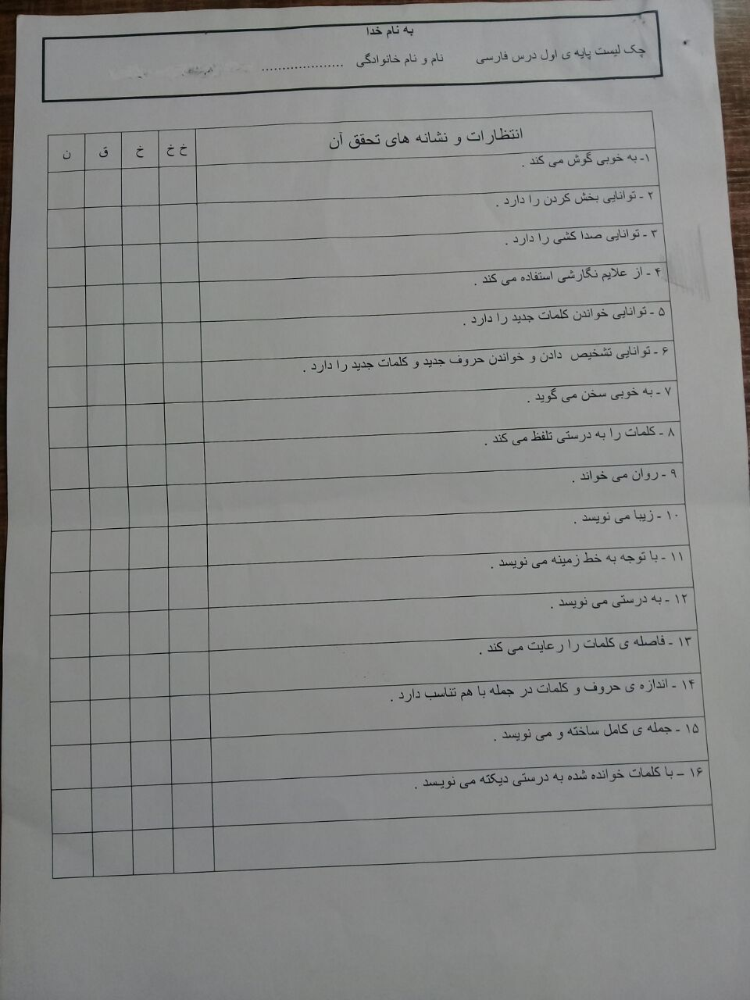 به نام خدا
چک لیست پایه ی اول درس فارسی نام و نام خانوادگی ....................
انتظارات و نشانه های تحقق آن خ خ خ ق ن
۱- به خوبی گوش می کند .
۲ - توانایی بخش کردن را دارد .
۳ - توانایی صدا کشی را دارد .
۴ - از علایم نگارشی استفاده می کند .
۵ - توانایی خواندن کلمات جدید را دارد .
۶ - توانایی تشخیص دادن و خواندن حروف جدید و کلمات جدید را دارد .
۷ - به خوبی سخن می گوید .
۸ - کلمات را به درستی تلفظ می کند .
۹ - روان می خواند .
۱۰ - زیبا می نویسد .
۱۱ - با توجه به خط زمینه می نویسد .
۱۲ - به درستی می نویسد .
۱۳ - فاصله ی کلمات را رعایت می کند .
۱۴ - اندازه ی حروف و کلمات در جمله با هم تناسب دارد .
۱۵ - جمله ی کامل ساخته و می نویسد .
۱۶ – با کلمات خوانده شده به درستی دیکته می نویسد .